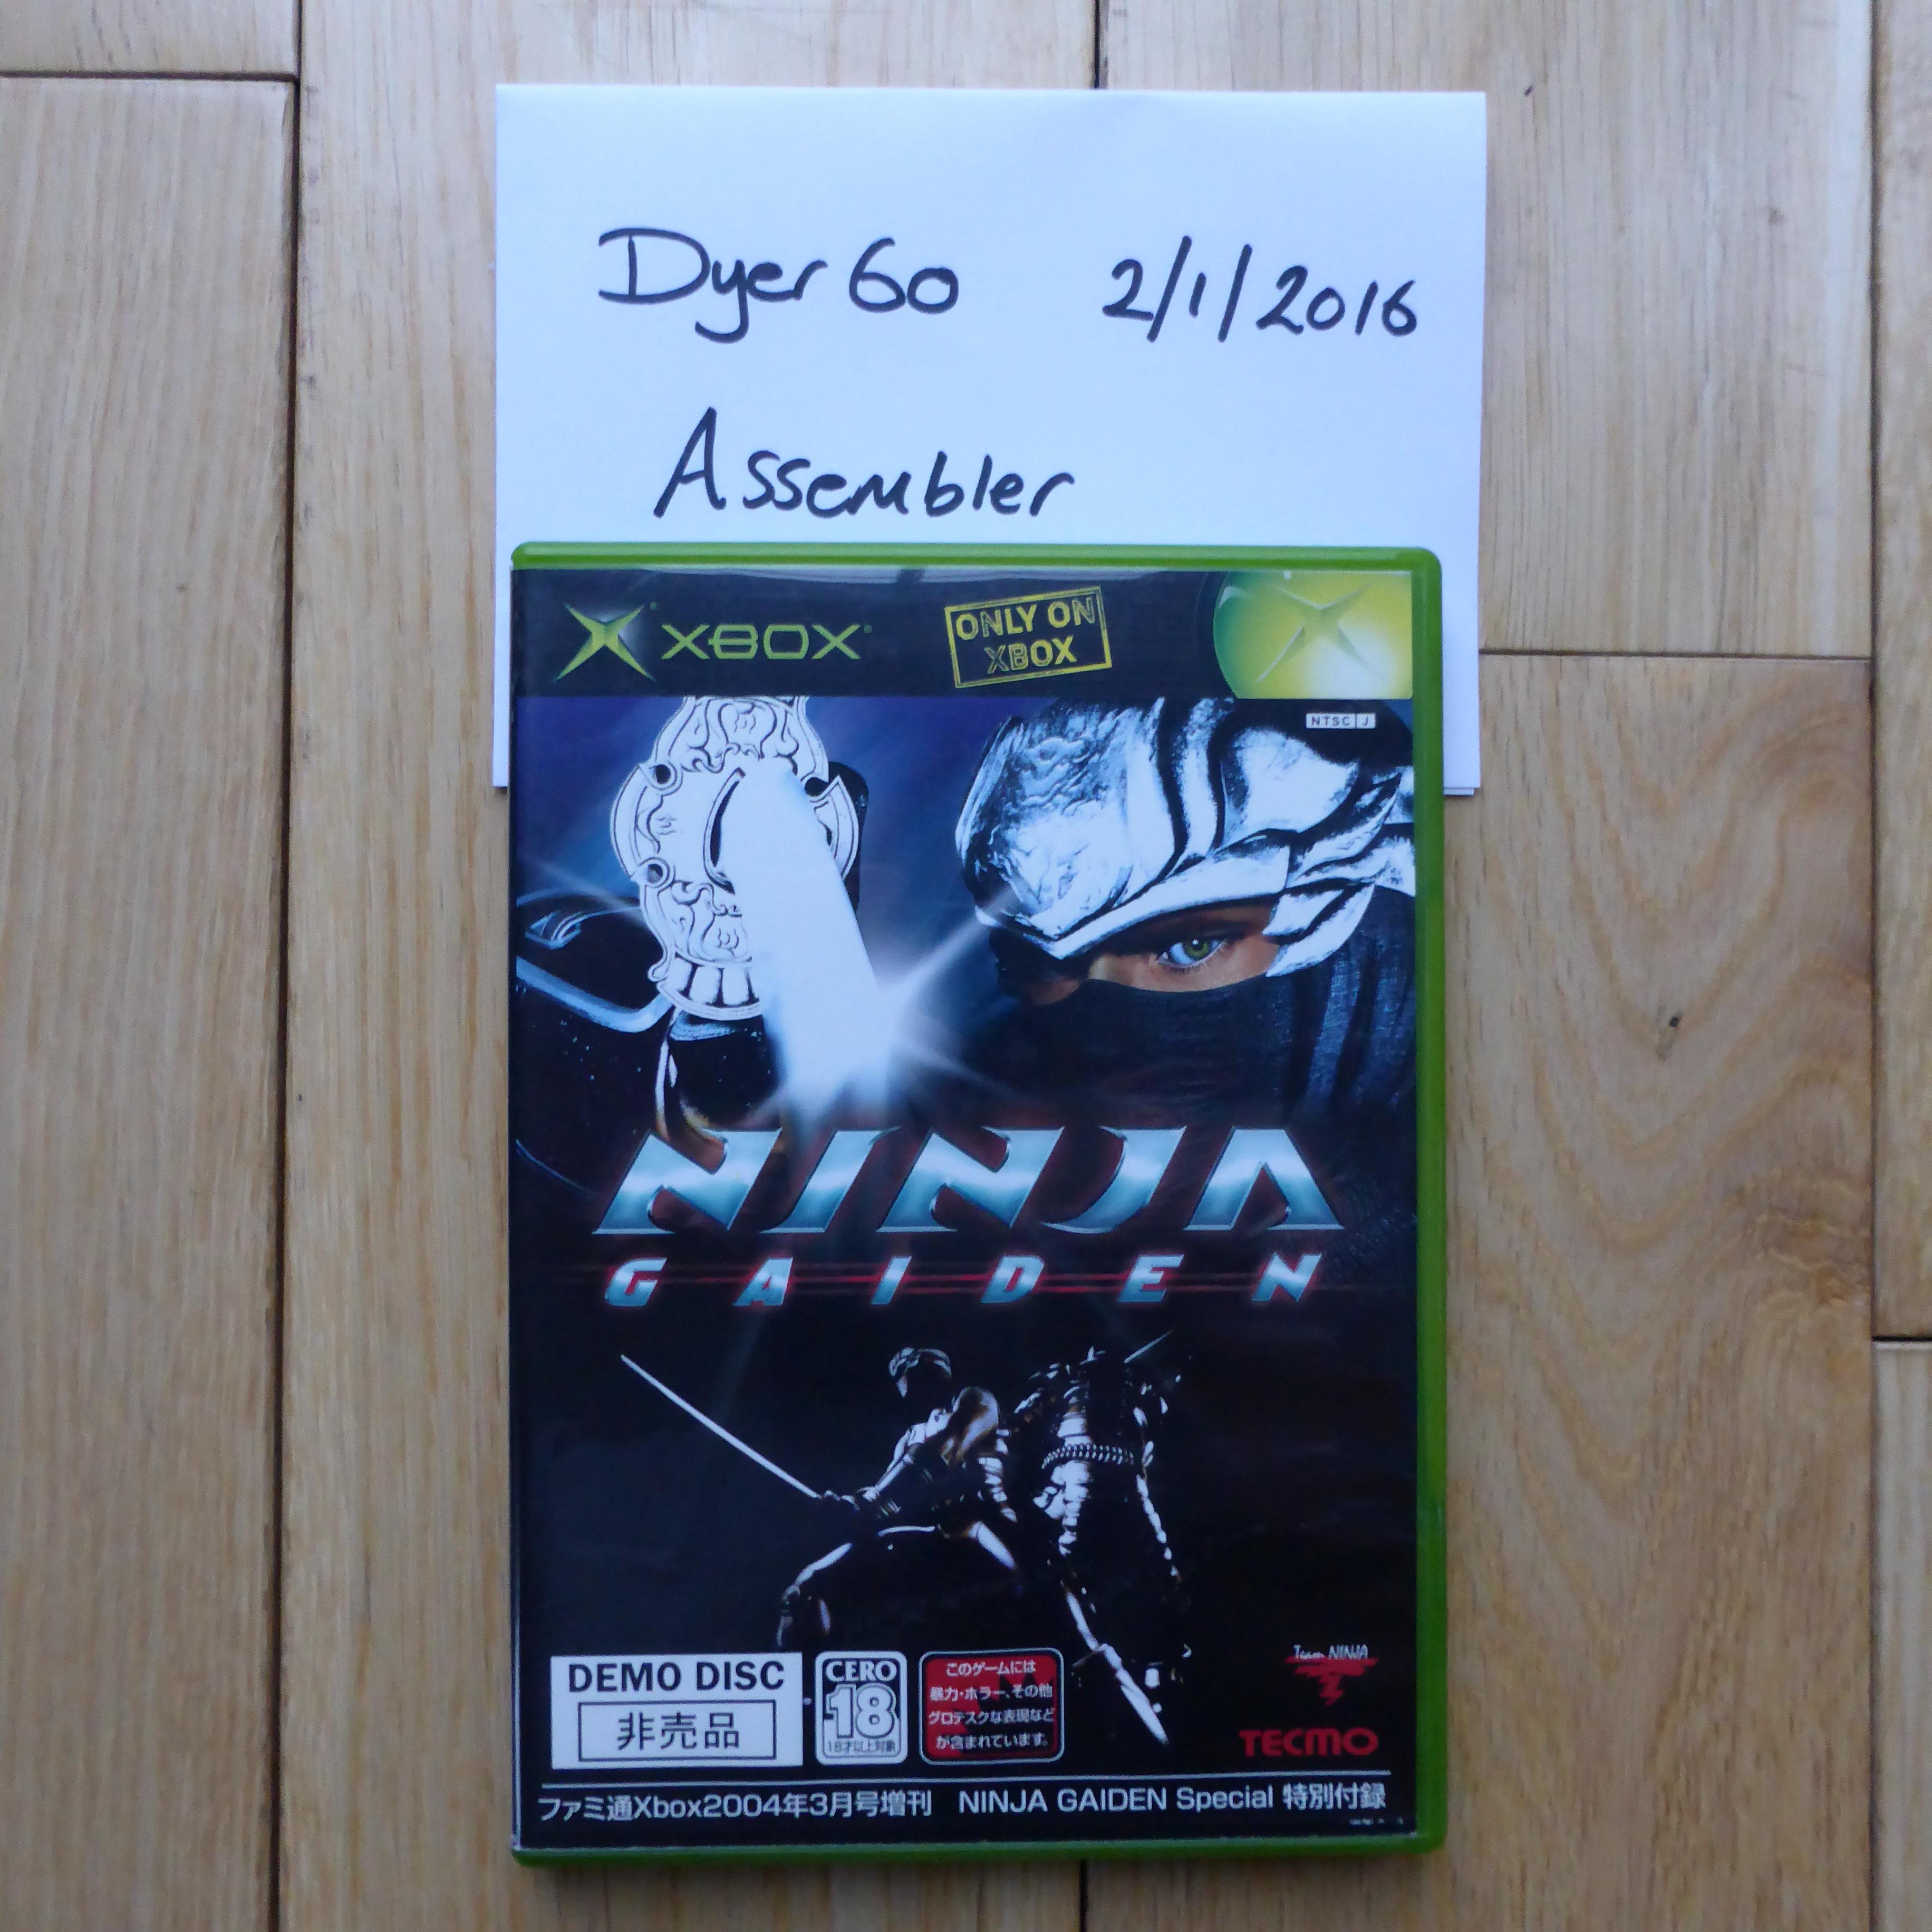 Dyer60 2/1/2016
Assembler
XBOX
ONLY ON
XBOX
NTSC J
NINJA
GAIDEN
DEMO DISC
非売品
CERO
18
18才以上対象
このゲームには
暴力・ホラー、その他
グロテスクな表現など
が含まれています。
Team NINJA
TECMO
ファミ通Xbox2004年3月号増刊 NINJA GAIDEN Special 特別付録